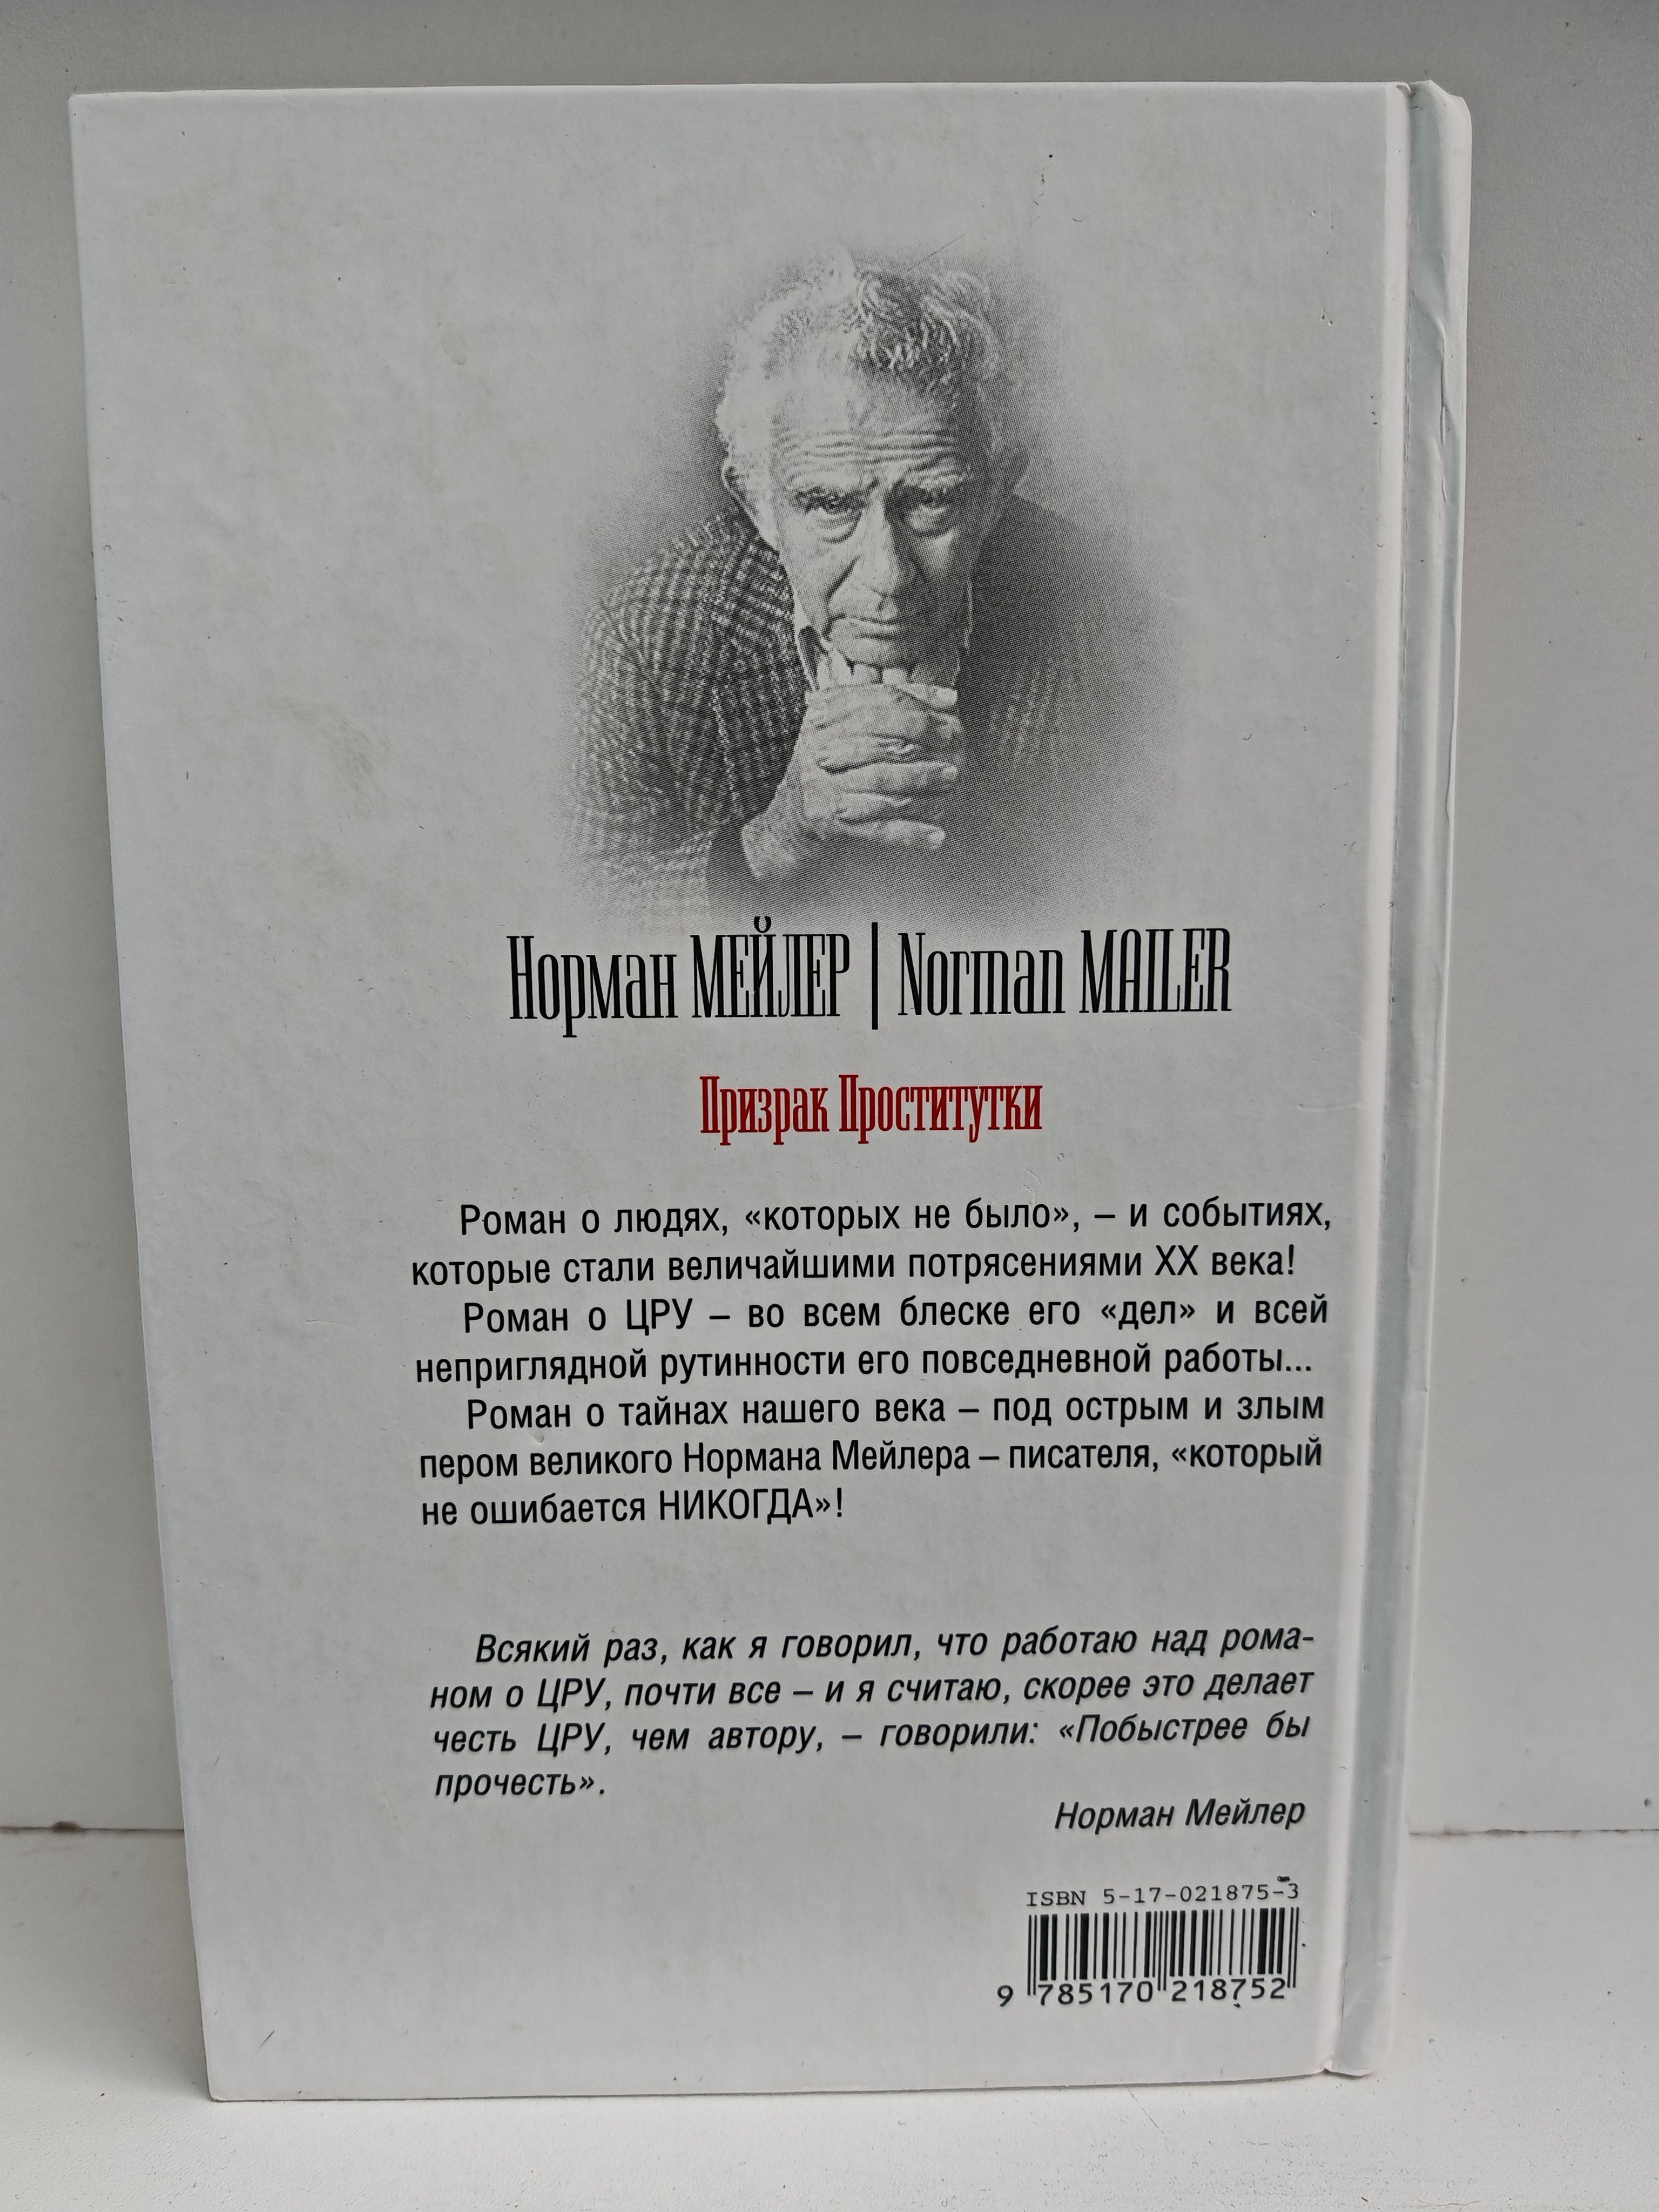 Норман МЕЙЛЕР | Norman MAILER
Призрак Проститутки
Роман о людях, «которых не было», – и событиях,
которые стали величайшими потрясениями XX века!
Роман о ЦРУ – во всем блеске его «дел» и всей
неприглядной рутинности его повседневной работы...
Роман о тайнах нашего века – под острым и злым
пером великого Нормана Мейлера – писателя, «который
не ошибается НИКОГДА»!
Всякий раз, как я говорил, что работаю над рома-
ном о ЦРУ, почти все – и я считаю, скорее это делает
честь ЦРУ, чем автору, – говорили: «Побыстрее бы
прочесть».
Норман Мейлер
ISBN 5-17-021875-3
9 785170 218752